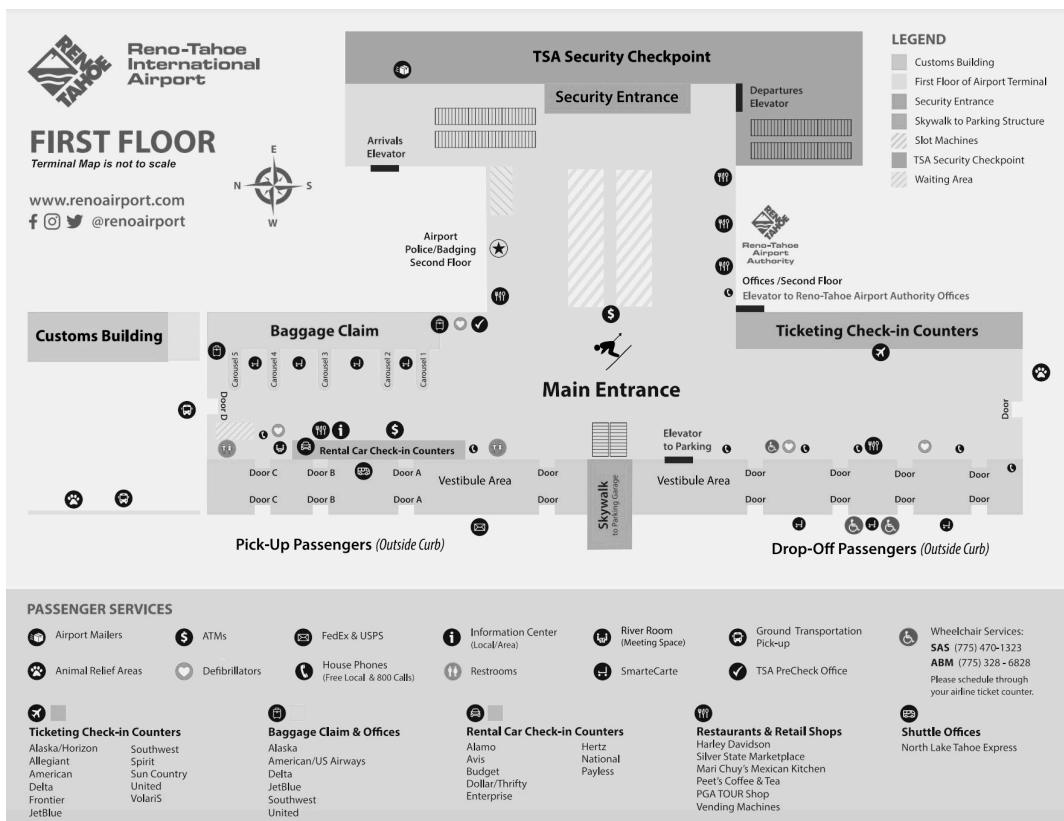 RENO
TAHOE
Reno-Tahoe
International
Airport
FIRST FLOOR
Terminal Map is not to scale
www.renoairport.com
@renoairport
E
N
S
W
TSA Security Checkpoint
Security Entrance
Departures
Elevator
Arrivals
Elevator
LEGEND
Customs Building
First Floor of Airport Terminal
Security Entrance
Skywalk to Parking Structure
Slot Machines
TSA Security Checkpoint
Waiting Area
Airport
Police/Badging
Second Floor
RENO
TAHOE
Reno-Tahoe
Airport
Authority
Offices /Second Floor
Elevator to Reno-Tahoe Airport Authority Offices
Customs Building
Baggage Claim
Ticketing Check-in Counters
Carousel 5
Carousel 4
Carousel 3
Carousel 2
Carousel 1
$
Main Entrance
Door D
Door
i
$
Rental Car Check-in Counters
Elevator
to Parking
Door C
Door B
Door A
Vestibule Area
Door
Skywalk
to Parking Garage
Vestibule Area
Door
Door
Door
Door
Door C
Door B
Door A
Door
Door
Door
Door
Door
Pick-Up Passengers (Outside Curb)
Drop-Off Passengers (Outside Curb)
PASSENGER SERVICES
Airport Mailers
$ ATMs
FedEx & USPS
i Information Center
(Local/Area)
River Room
(Meeting Space)
Ground Transportation
Pick-up
Wheelchair Services:
SAS (775) 470-1323
ABM (775) 328 - 6828
Please schedule through
your airline ticket counter.
Animal Relief Areas
Defibrillators
House Phones
(Free Local & 800 Calls)
Restrooms
SmarteCarte
TSA PreCheck Office
Ticketing Check-in Counters
Alaska/Horizon
Allegiant
American
Delta
Frontier
JetBlue
Southwest
Spirit
Sun Country
United
VolariS
Baggage Claim & Offices
Alaska
American/US Airways
Delta
JetBlue
Southwest
United
Rental Car Check-in Counters
Alamo
Avis
Budget
Dollar/Thrifty
Enterprise
Hertz
National
Payless
Restaurants & Retail Shops
Harley Davidson
Silver State Marketplace
Mari Chuy's Mexican Kitchen
Peet's Coffee & Tea
PGA TOUR Shop
Vending Machines
Shuttle Offices
North Lake Tahoe Express